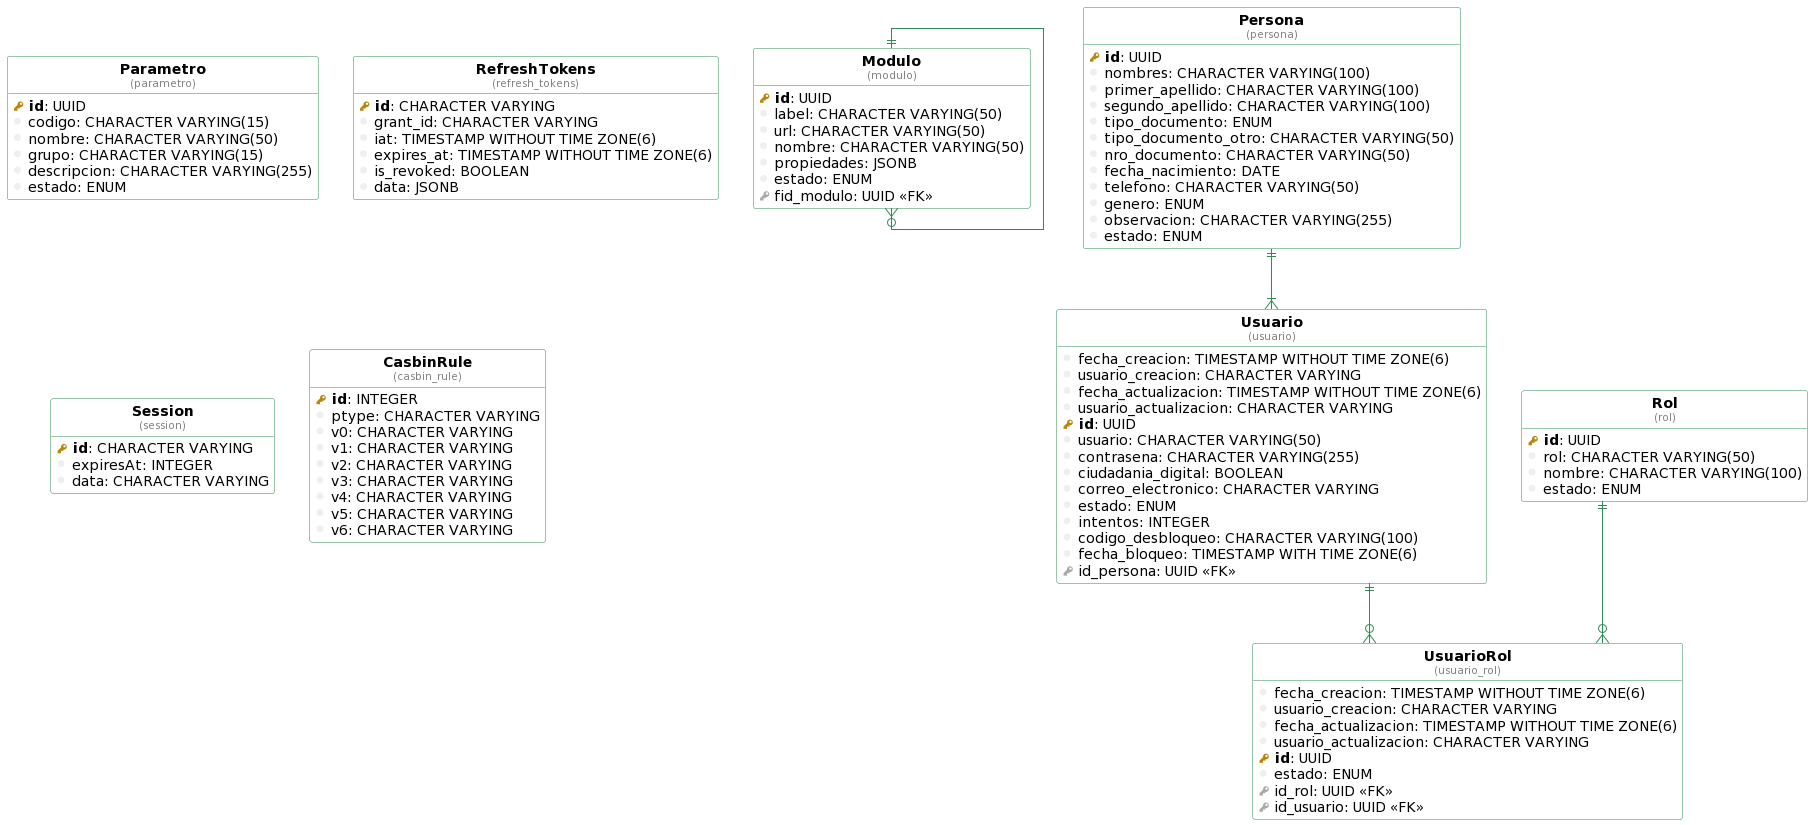 Parametro
(parametro)
id: UUID
codigo: CHARACTER VARYING(15)
nombre: CHARACTER VARYING(50)
grupo: CHARACTER VARYING(15)
descripcion: CHARACTER VARYING(255)
estado: ENUM
RefreshTokens
(refresh_tokens)
id: CHARACTER VARYING
grant_id: CHARACTER VARYING
iat: TIMESTAMP WITHOUT TIME ZONE(6)
expires_at: TIMESTAMP WITHOUT TIME ZONE(6)
is_revoked: BOOLEAN
data: JSONB
Modulo
(modulo)
id: UUID
label: CHARACTER VARYING(50)
url: CHARACTER VARYING(50)
nombre: CHARACTER VARYING(50)
propiedades: JSONB
estado: ENUM
fid_modulo: UUID «FK»
Persona
(persona)
id: UUID
nombres: CHARACTER VARYING(100)
primer_apellido: CHARACTER VARYING(100)
segundo_apellido: CHARACTER VARYING(100)
tipo_documento: ENUM
tipo_documento_otro: CHARACTER VARYING(50)
nro_documento: CHARACTER VARYING(50)
fecha_nacimiento: DATE
telefono: CHARACTER VARYING(50)
genero: ENUM
observacion: CHARACTER VARYING(255)
estado: ENUM
Session
(session)
id: CHARACTER VARYING
expiresAt: INTEGER
data: CHARACTER VARYING
CasbinRule
(casbin_rule)
id: INTEGER
ptype: CHARACTER VARYING
v0: CHARACTER VARYING
v1: CHARACTER VARYING
v2: CHARACTER VARYING
v3: CHARACTER VARYING
v4: CHARACTER VARYING
v5: CHARACTER VARYING
v6: CHARACTER VARYING
Usuario
(usuario)
fecha_creacion: TIMESTAMP WITHOUT TIME ZONE(6)
usuario_creacion: CHARACTER VARYING
fecha_actualizacion: TIMESTAMP WITHOUT TIME ZONE(6)
usuario_actualizacion: CHARACTER VARYING
id: UUID
usuario: CHARACTER VARYING(50)
contrasena: CHARACTER VARYING(255)
ciudadania_digital: BOOLEAN
correo_electronico: CHARACTER VARYING
estado: ENUM
intentos: INTEGER
codigo_desbloqueo: CHARACTER VARYING(100)
fecha_bloqueo: TIMESTAMP WITH TIME ZONE(6)
id_persona: UUID «FK»
Rol
(rol)
id: UUID
rol: CHARACTER VARYING(50)
nombre: CHARACTER VARYING(100)
estado: ENUM
UsuarioRol
(usuario_rol)
fecha_creacion: TIMESTAMP WITHOUT TIME ZONE(6)
usuario_creacion: CHARACTER VARYING
fecha_actualizacion: TIMESTAMP WITHOUT TIME ZONE(6)
usuario_actualizacion: CHARACTER VARYING
id: UUID
estado: ENUM
id_rol: UUID «FK»
id_usuario: UUID «FK»